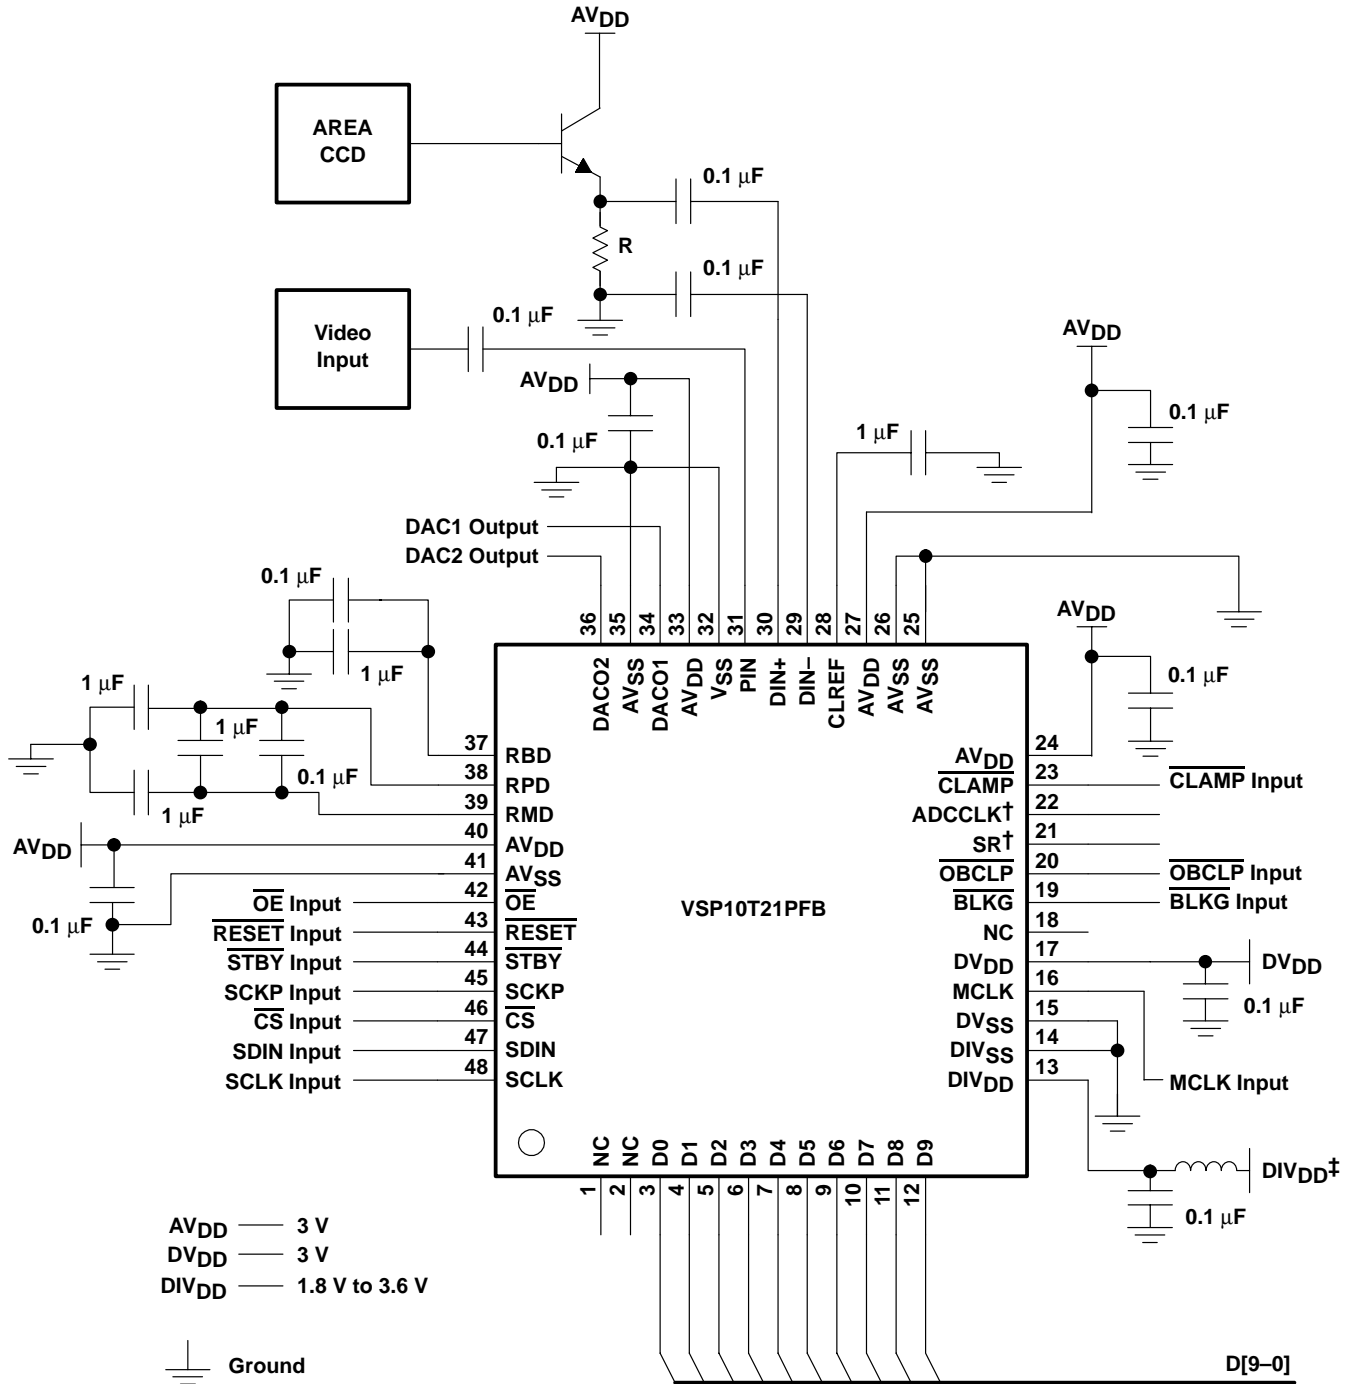 AVDD
AREA
CCD
0.1 μF
R
0.1 μF
Video
Input
0.1 μF
AVDD
0.1 μF
AVDD
0.1 μF
1 μF
DAC1 Output
DAC2 Output
0.1 μF
1 μF
1 μF
1 μF
0.1 μF
1 μF
AVDD
0.1 μF
36 35 34 33 32 31 30 29 28 27 26 25
DACO2 AVSS DACO1 AVDD VSS PIN DIN+ DIN– CLREF AVDD AVSS AVSS
AVDD
0.1 μF
37 RBD
38 RPD
39 RMD
40 AVDD
41 AVSS
OE Input 42 OE
RESET Input 43 RESET
STBY Input 44 STBY
SCKP Input 45 SCKP
CS Input 46 CS
SDIN Input 47 SDIN
SCLK Input 48 SCLK
VSP10T21PFB
AVDD 24
CLAMP 23 CLAMP Input
ADCCLK† 22
SR† 21
OBCLP 20 OBCLP Input
BLKG 19 BLKG Input
NC 18
DVDD 17 DVDD
0.1 μF
MCLK 16
DVSS 15
DIVSS 14
DIVDD 13
MCLK Input
DIVDD‡
0.1 μF
NC NC D0 D1 D2 D3 D4 D5 D6 D7 D8 D9
1 2 3 4 5 6 7 8 9 10 11 12
AVDD 3 V
DVDD 3 V
DIVDD 1.8 V to 3.6 V
Ground
D[9–0]